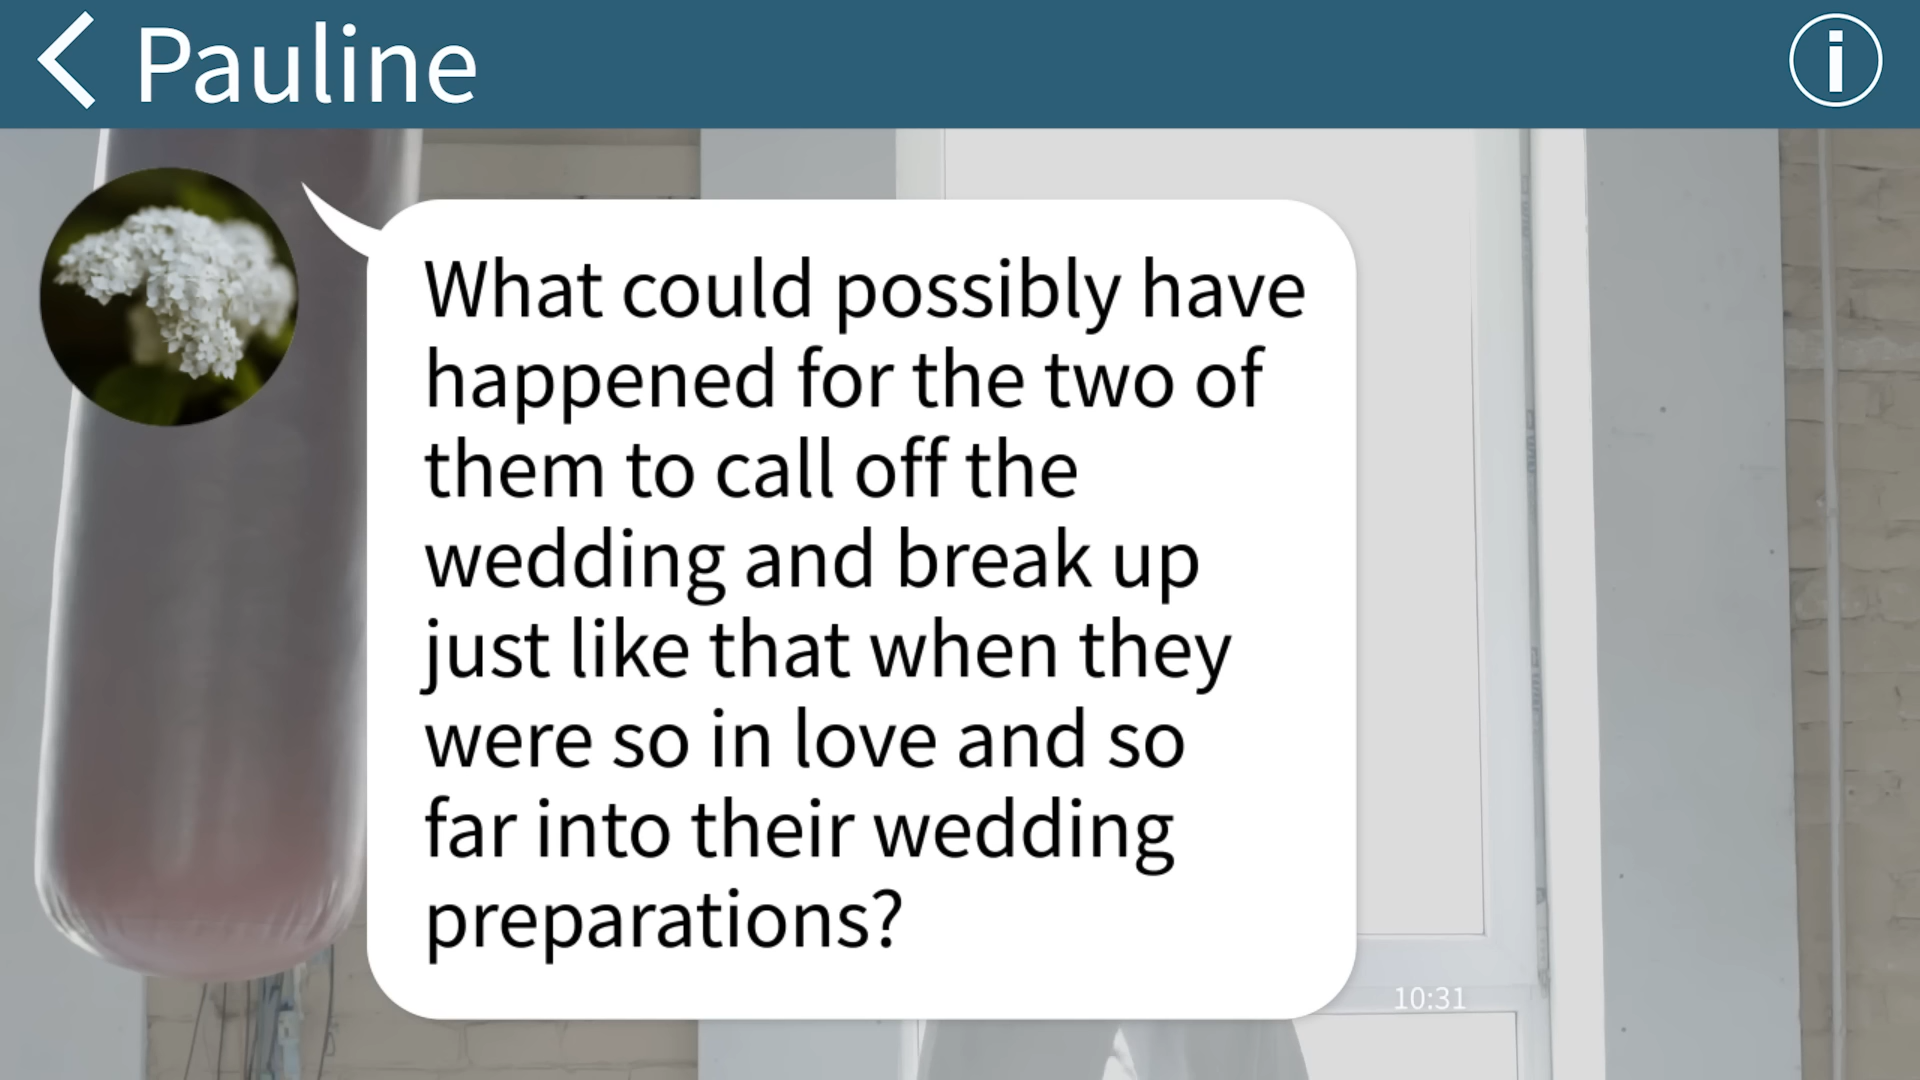 Pauline
What could possibly have
happened for the two of
them to call off the
wedding and break up
just like that when they
were so in love and so
far into their wedding
preparations?
10:31